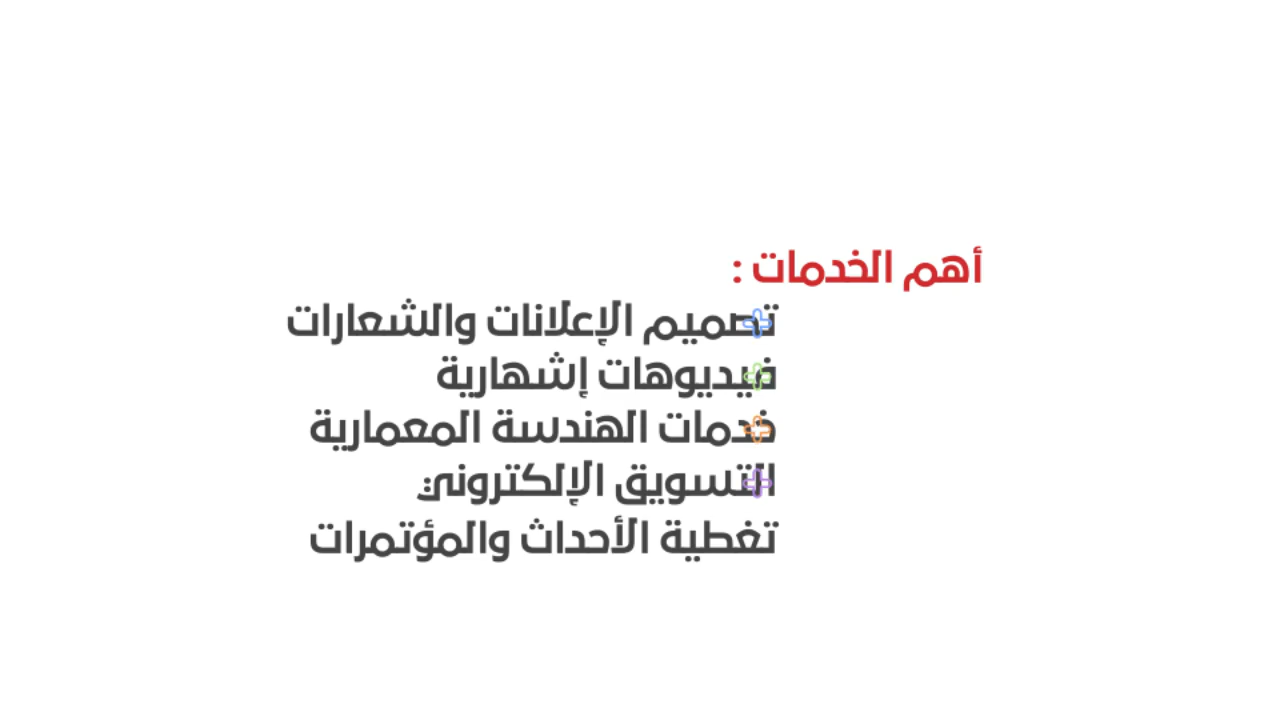 أهم الخدمات :
تصميم الإعلانات والشعارات
فيديوهات إشهارية
خدمات الهندسة المعمارية
التسويق الإلكتروني
تغطية الأحداث والمؤتمرات